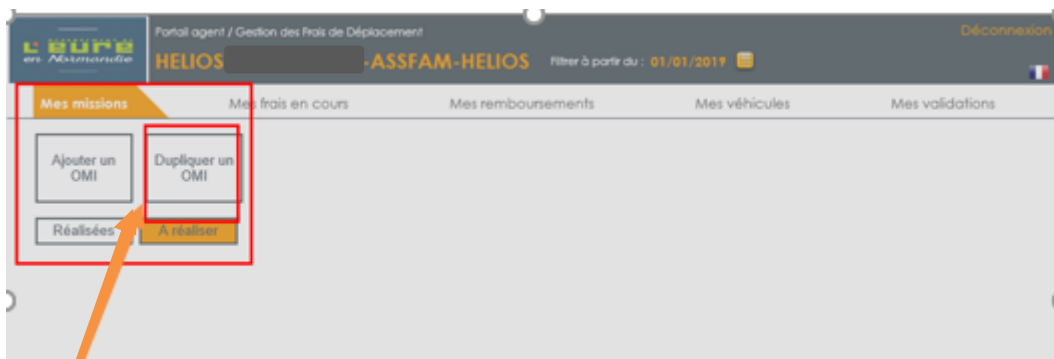 L'eure
en Normandie
Portail agent / Gestion des Frais de Déplacement
HELIOS -ASSFAM-HELIOS Filtrer à partir du : 01/01/2019
Déconnexion
Mes missions Mes frais en cours Mes remboursements Mes véhicules Mes validations
Ajouter un
OMI
Dupliquer un
OMI
Réalisées A réaliser